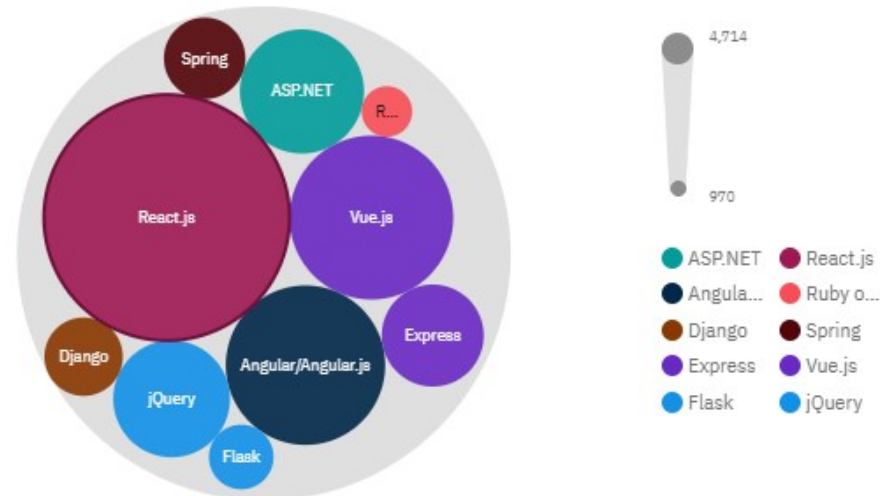 Spring
ASP.NET
R...
React.js
Vue.js
Express
Django
Angular/Angular.js
jQuery
Flask
4,714
970
ASP.NET
React.js
Angula...
Ruby o...
Django
Spring
Express
Vue.js
Flask
jQuery